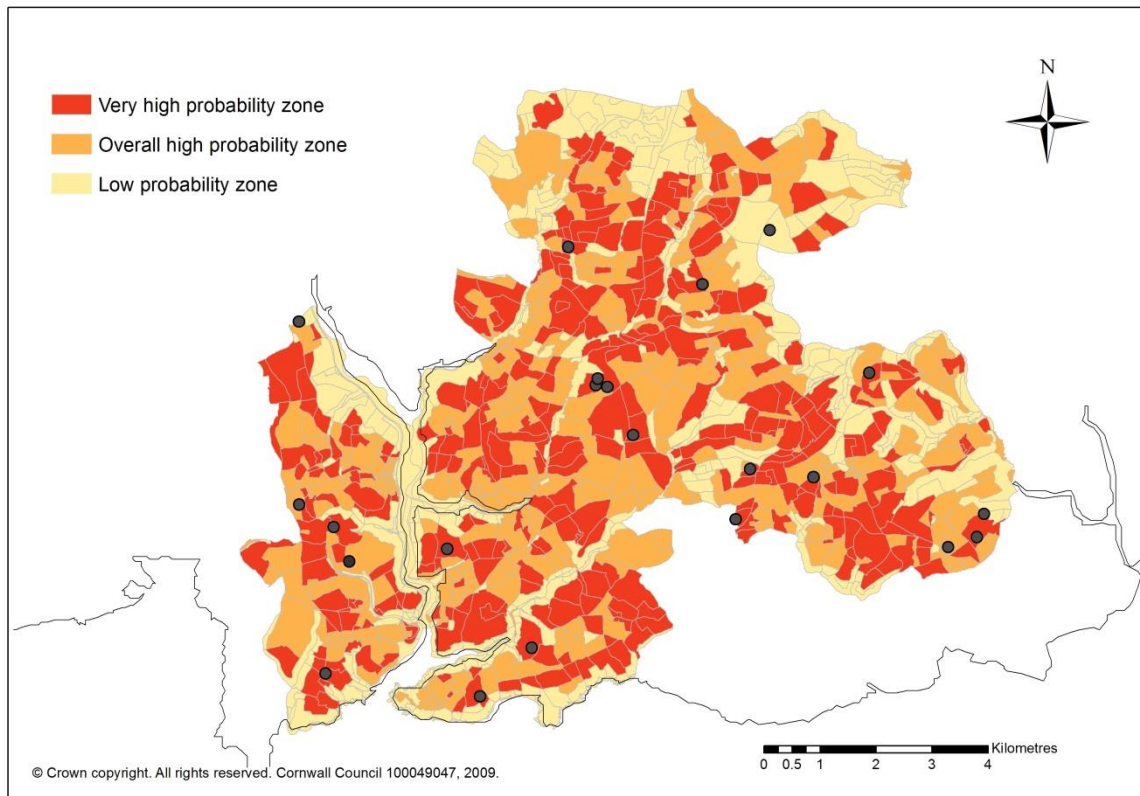 N
Very high probability zone
Overall high probability zone
Low probability zone
Kilometres
0 0.5 1 2 3 4
© Crown copyright. All rights reserved. Cornwall Council 100049047, 2009.